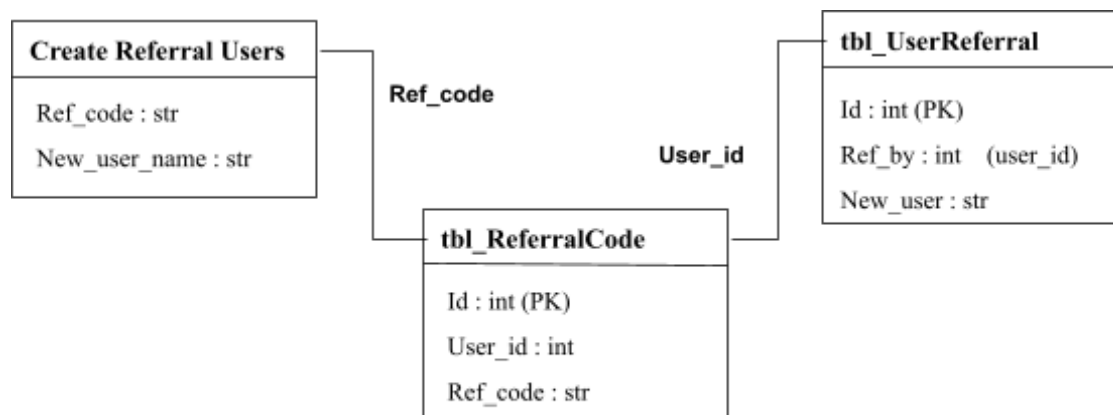 Create Referral Users
Ref_code : str
New_user_name : str
Ref_code
User_id
tbl_UserReferral
Id : int (PK)
Ref_by : int (user_id)
New_user : str
tbl_ReferralCode
Id : int (PK)
User_id : int
Ref_code : str